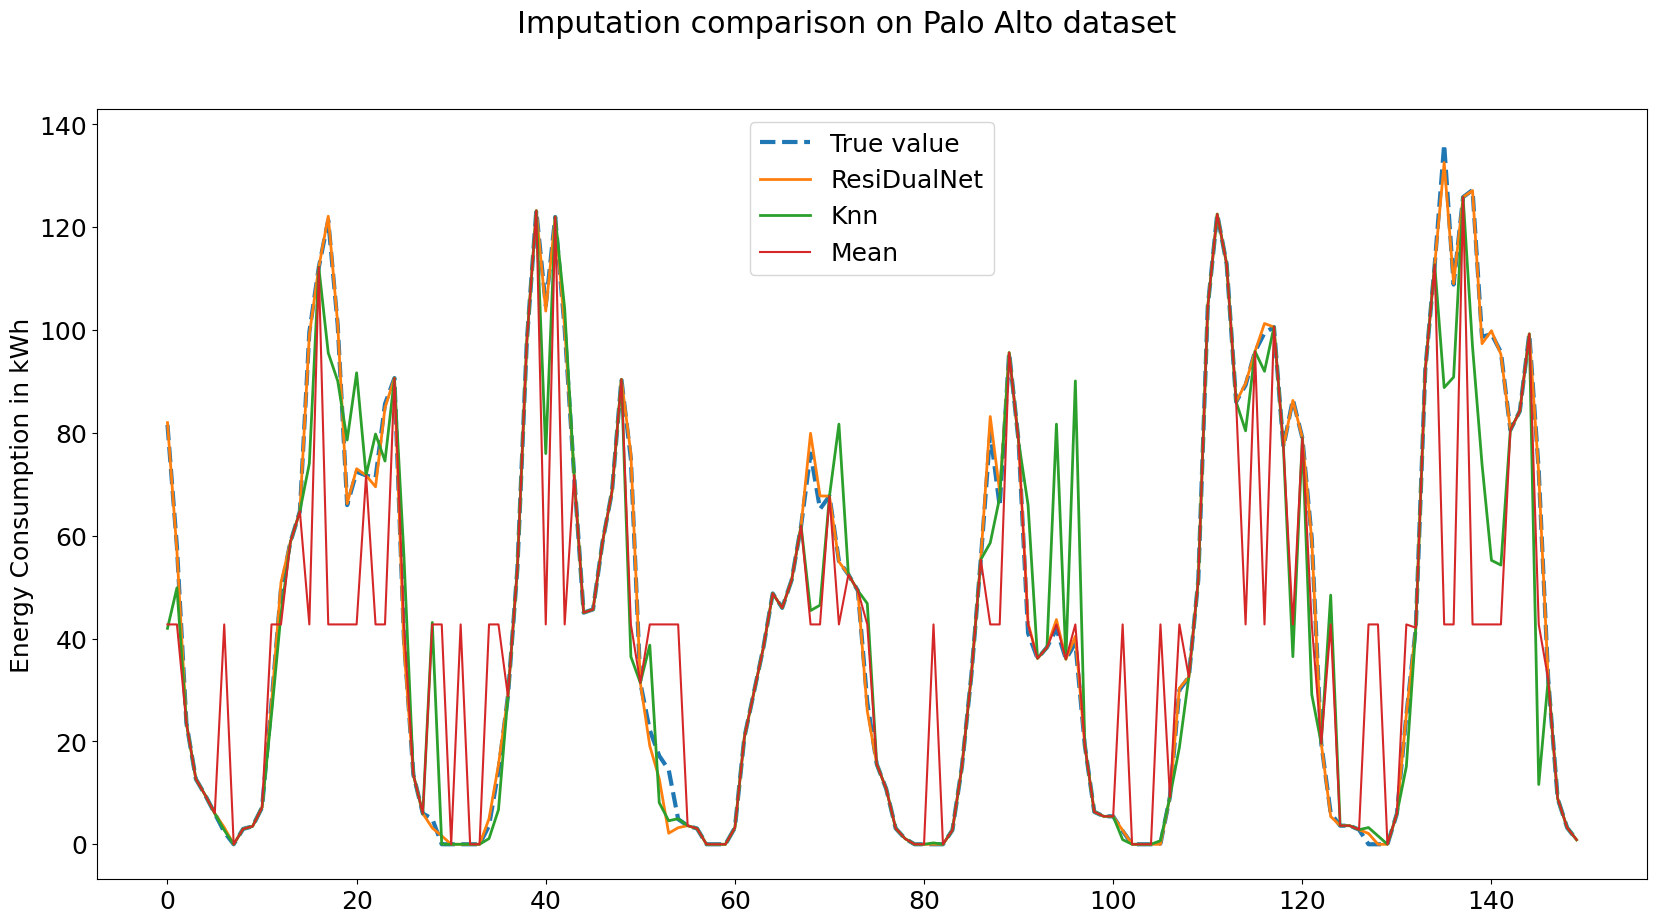 Imputation comparison on Palo Alto dataset
Energy Consumption in kWh
140
120
100
80
60
40
20
0
True value
ResiDualNet
Knn
Mean
0 20 40 60 80 100 120 140